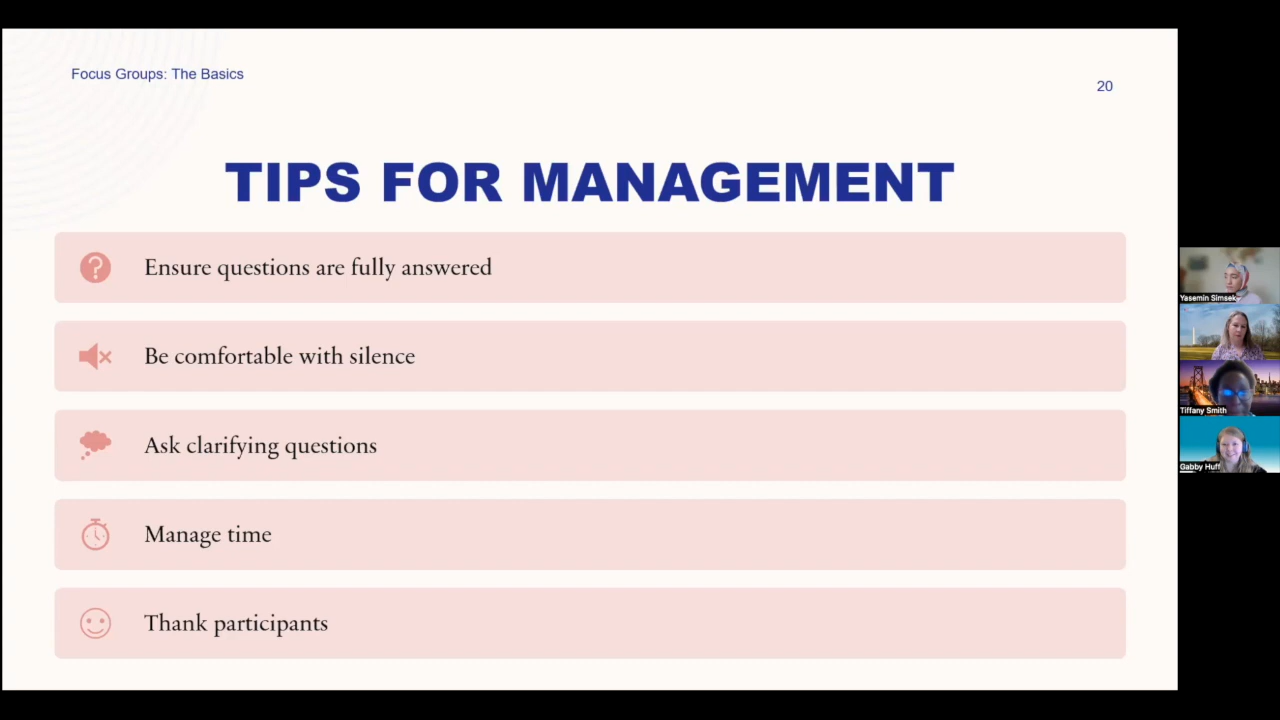 Focus Groups: The Basics
20
TIPS FOR MANAGEMENT
Ensure questions are fully answered
Be comfortable with silence
Ask clarifying questions
Manage time
Thank participants
Yasemin Simsek
Tiffany Smith
Gabby Huff